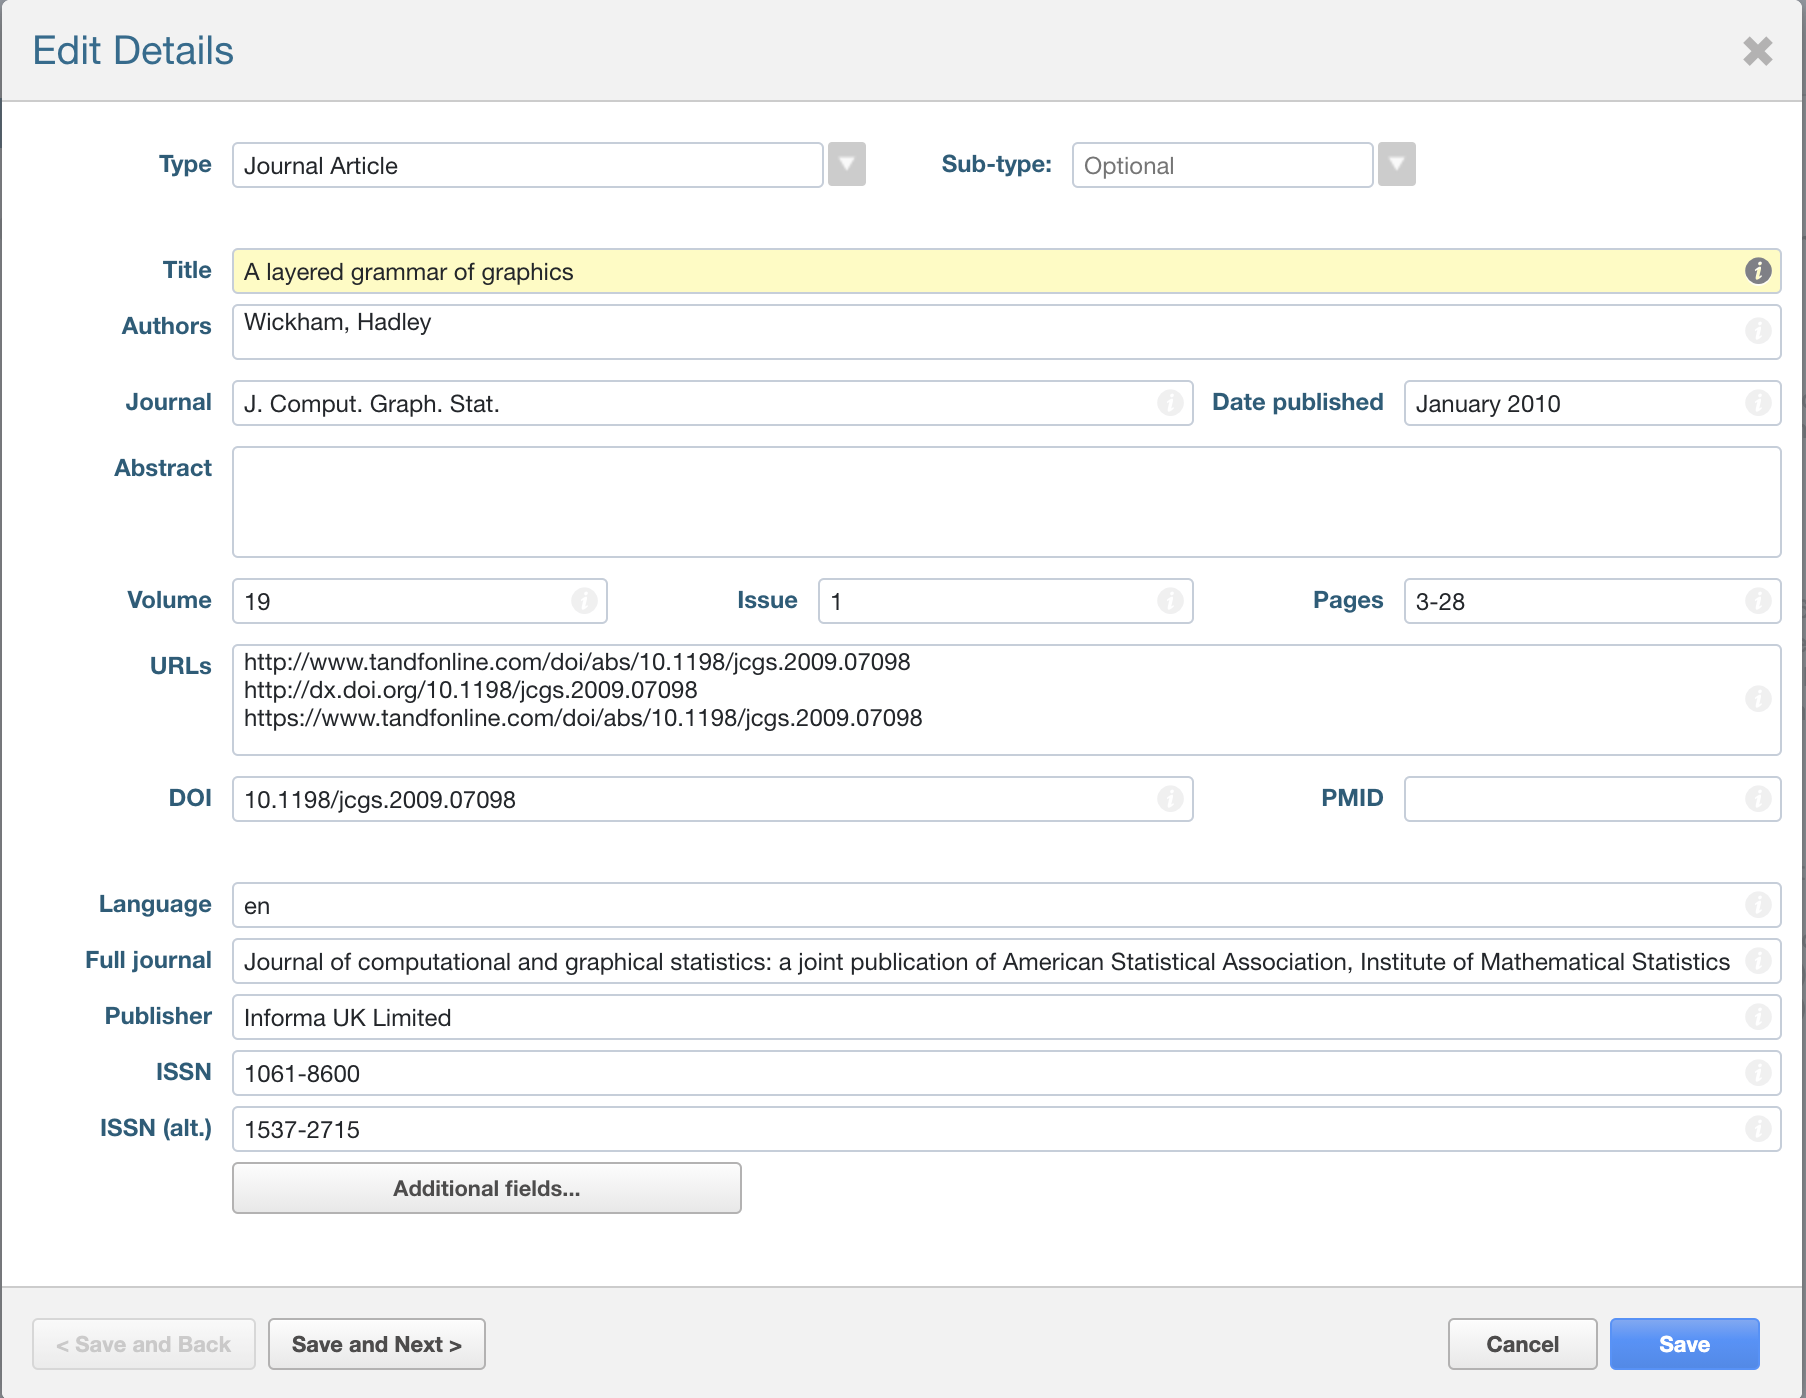 Edit Details
Type Journal Article Sub-type: Optional
Title A layered grammar of graphics
Authors Wickham, Hadley
Journal J. Comput. Graph. Stat. Date published January 2010
Abstract
Volume 19 Issue 1 Pages 3-28
URLs http://www.tandfonline.com/doi/abs/10.1198/jcgs.2009.07098
http://dx.doi.org/10.1198/jcgs.2009.07098
https://www.tandfonline.com/doi/abs/10.1198/jcgs.2009.07098
DOI 10.1198/jcgs.2009.07098 PMID
Language en
Full journal Journal of computational and graphical statistics: a joint publication of American Statistical Association, Institute of Mathematical Statistics
Publisher Informa UK Limited
ISSN 1061-8600
ISSN (alt.) 1537-2715
Additional fields...
< Save and Back Save and Next > Cancel Save